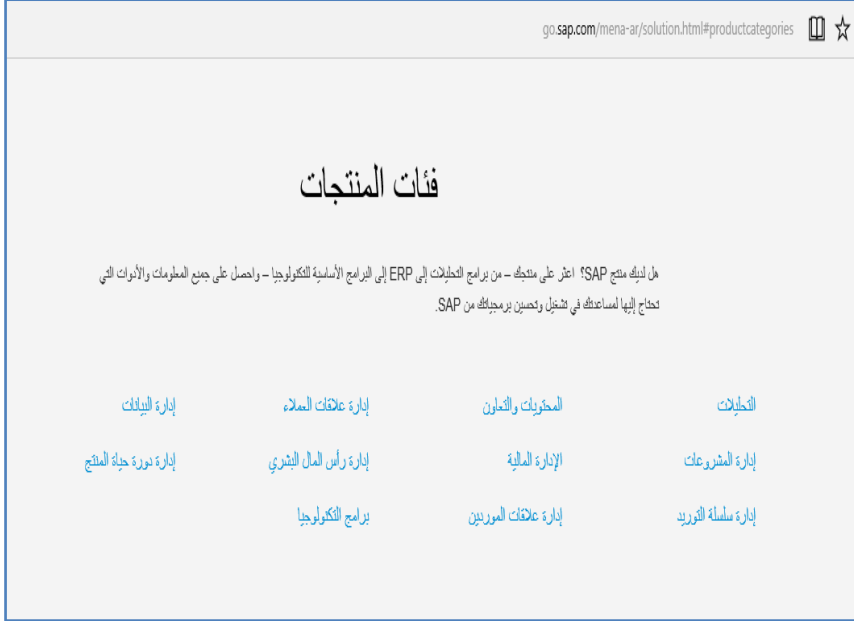 go.sap.com/mena-ar/solution.html#productcategories
فئات المنتجات
هل لديك منتج SAP؟ اعثر على منتجك – من برامج التحليلات إلى ERP إلى البرامج الأساسية للتكنولوجيا – واحصل على جميع المعلومات والأدوات التي
تحتاج إليها لمساعدتك في تشغيل وتحسين برمجياتك من SAP.
التحليلات المحتويات والتعاون إدارة علاقات العملاء إدارة البيانات
إدارة المشروعات الإدارة المالية إدارة رأس المال البشري إدارة دورة حياة المنتج
إدارة سلسلة التوريد إدارة علاقات الموردين برامج التكنولوجيا